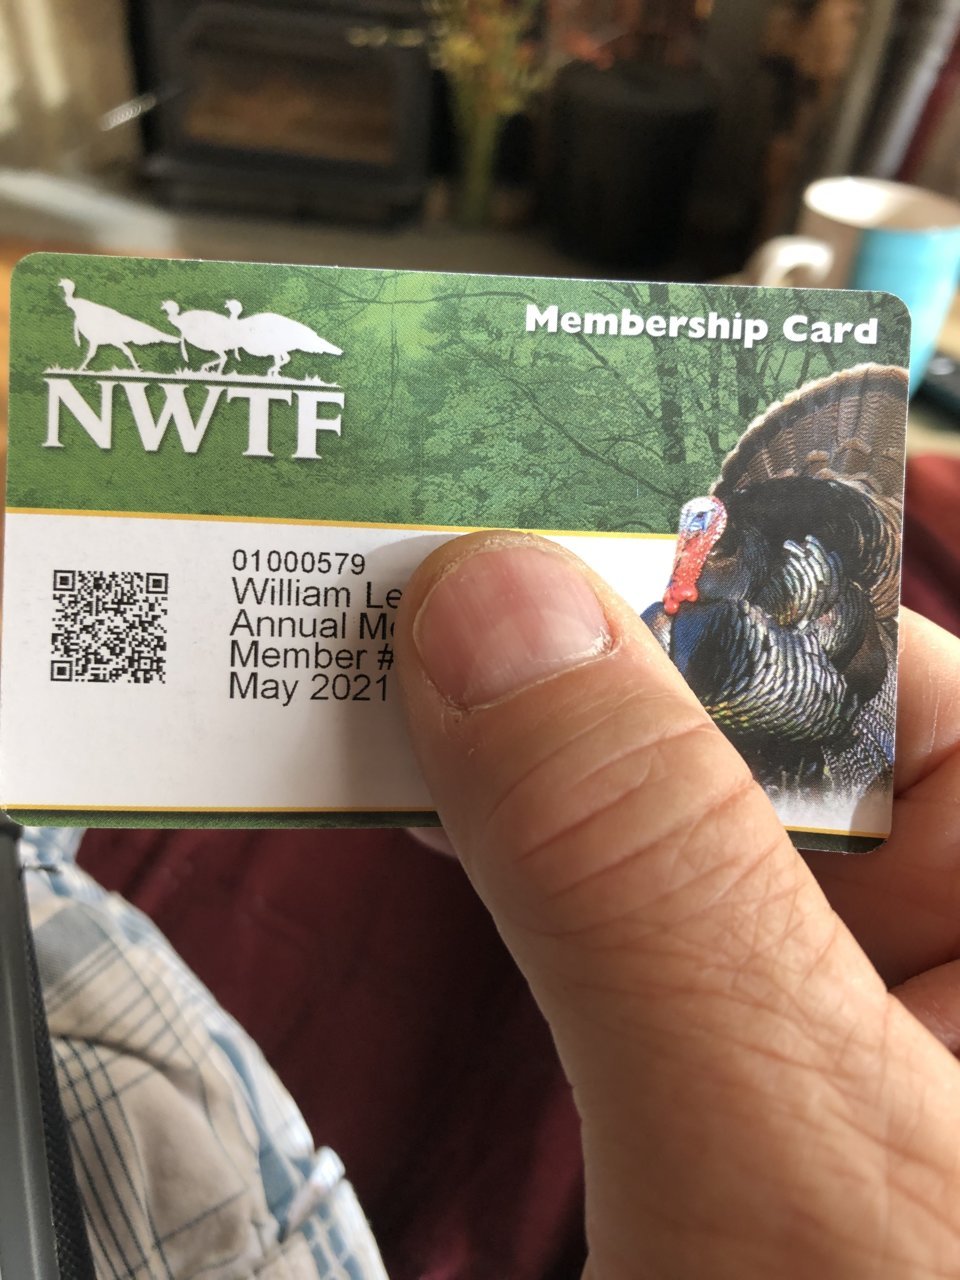 NWTF
Membership Card
01000579
William Le
Annual M
Member #
May 2021